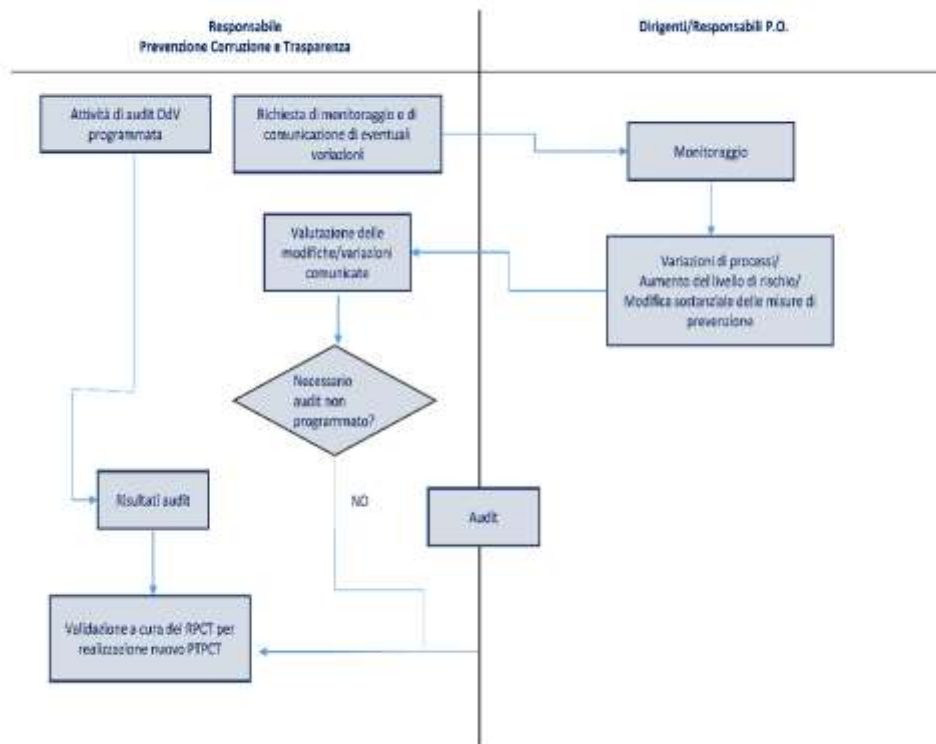 Responsabile
Prevenzione Corruzione e Trasparenza
Dirigenti/Responsabili P.O.
Attività di audit OdV
programmata
Richiesta di monitoraggio e di
comunicazione di eventuali
variazioni
Monitoraggio
Valutazione delle
modifiche/variazioni
comunicate
Variazioni di processi/
Aumento del livello di rischio/
Modifica sostanziale delle misure di
prevenzione
Necessario
audit non
programmato?
Risultati audit
NO
Audit
Validazione a cura del RPCT per
realizzazione nuovo PTPCT